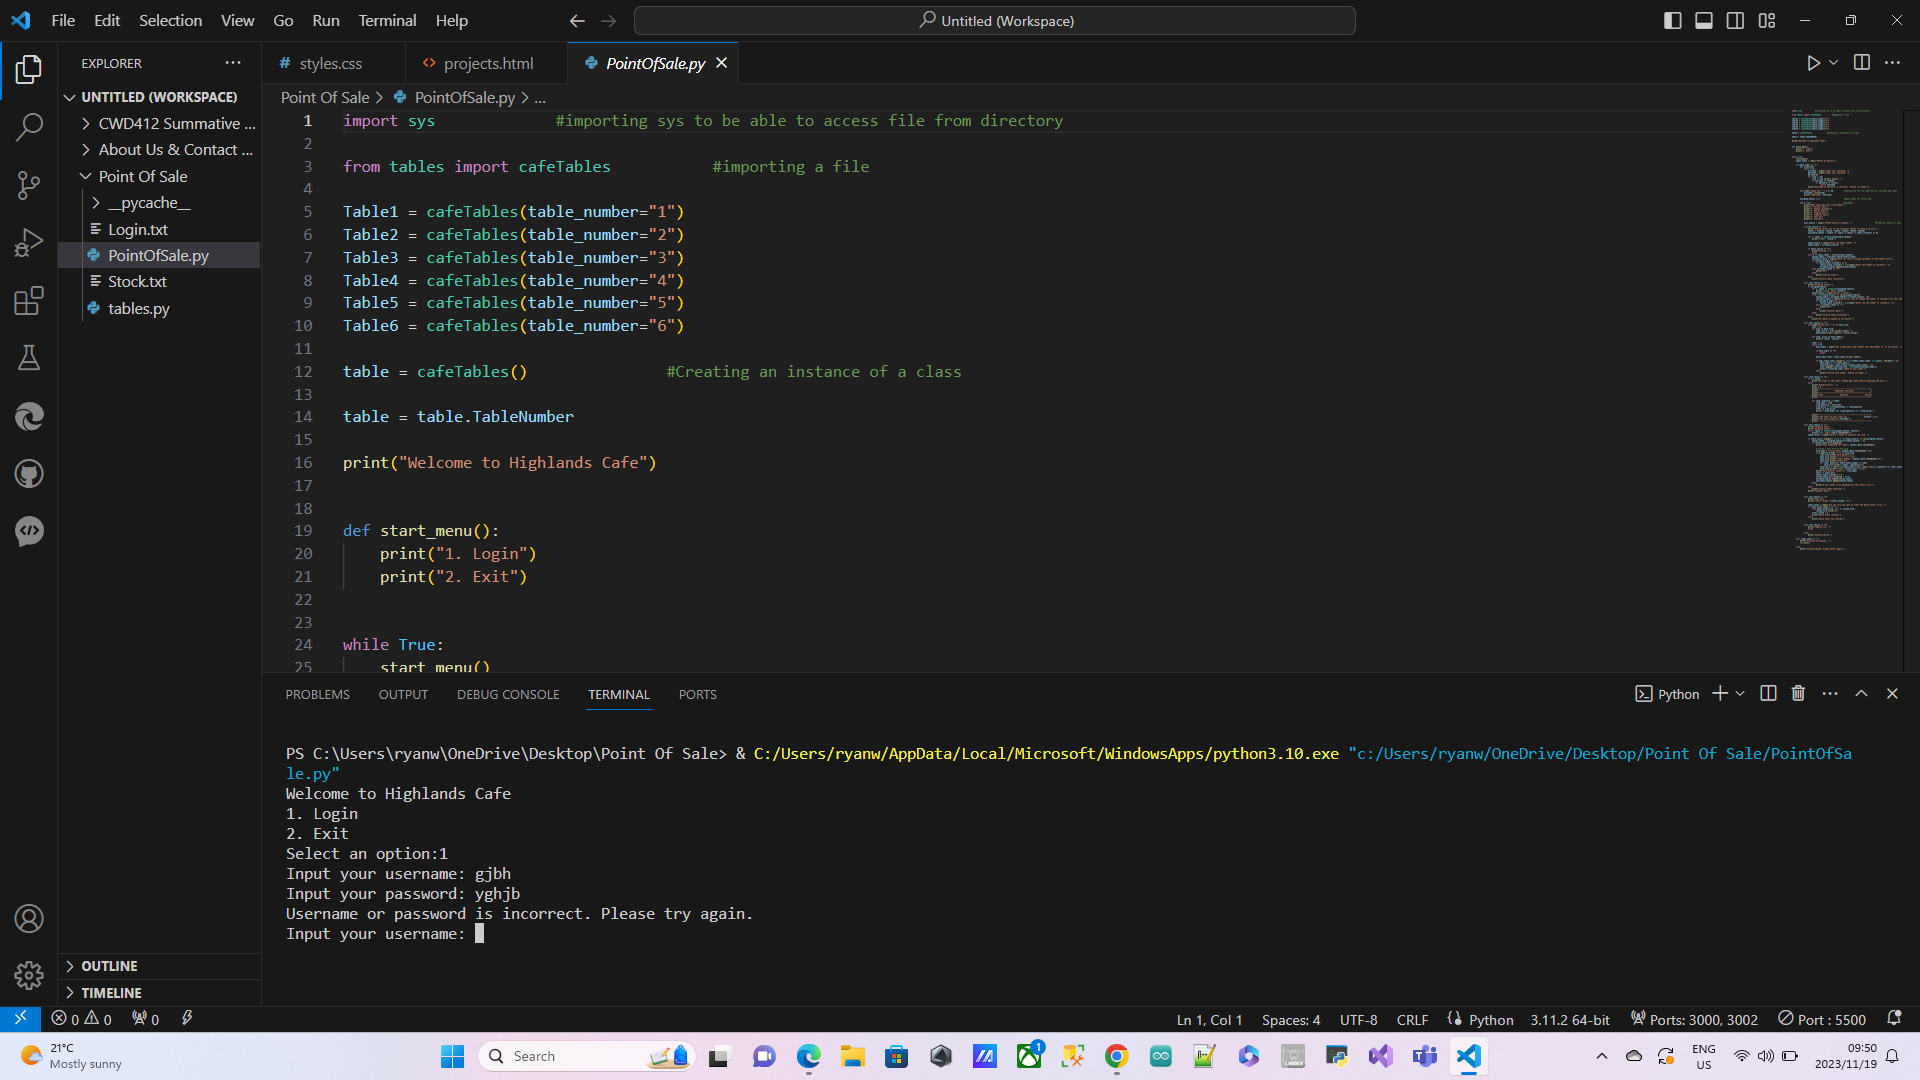 File Edit Selection View Go Run Terminal Help
Untitled (Workspace)
EXPLORER
UNTITLED (WORKSPACE)
CWD412 Summative ...
About Us & Contact ...
Point Of Sale
__pycache__
Login.txt
PointOfSale.py
Stock.txt
tables.py
OUTLINE
TIMELINE
# styles.css
<> projects.html
PointOfSale.py
Point Of Sale > PointOfSale.py > ...
1 import sys #importing sys to be able to access file from directory
2
3 from tables import cafeTables #importing a file
4
5 Table1 = cafeTables(table_number="1")
6 Table2 = cafeTables(table_number="2")
7 Table3 = cafeTables(table_number="3")
8 Table4 = cafeTables(table_number="4")
9 Table5 = cafeTables(table_number="5")
10 Table6 = cafeTables(table_number="6")
11
12 table = cafeTables() #Creating an instance of a class
13
14 table = table.TableNumber
15
16 print("Welcome to Highlands Cafe")
17
18
19 def start_menu():
20 print("1. Login")
21 print("2. Exit")
22
23
24 while True:
25 start_menu()
PROBLEMS OUTPUT DEBUG CONSOLE TERMINAL PORTS
Python
PS C:\Users\ryanw\OneDrive\Desktop\Point Of Sale> & C:/Users/ryanw/AppData/Local/Microsoft/WindowsApps/python3.10.exe "c:/Users/ryanw/OneDrive/Desktop/Point Of Sale/PointOfSa
le.py"
Welcome to Highlands Cafe
1. Login
2. Exit
Select an option:1
Input your username: gjbh
Input your password: yghjb
Username or password is incorrect. Please try again.
Input your username:
0 0 0
Ln 1, Col 1 Spaces: 4 UTF-8 CRLF Python 3.11.2 64-bit Ports: 3000, 3002 Port : 5500
21°C
Mostly sunny
Search
1
ENG
US
09:50
2023/11/19